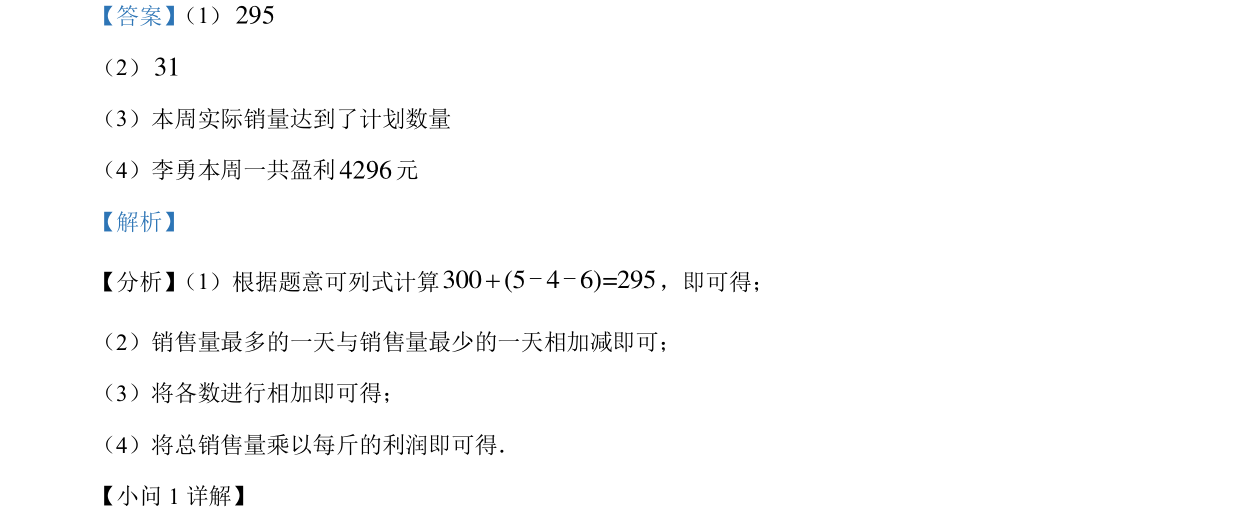 【答案】（1）295
（2）31
（3）本周实际销量达到了计划数量
（4）李勇本周一共盈利4296元
【解析】
【分析】（1）根据题意可列式计算300+(5-4-6)=295，即可得；
（2）销售量最多的一天与销售量最少的一天相加减即可；
（3）将各数进行相加即可得；
（4）将总销售量乘以每斤的利润即可得．
【小问 1 详解】